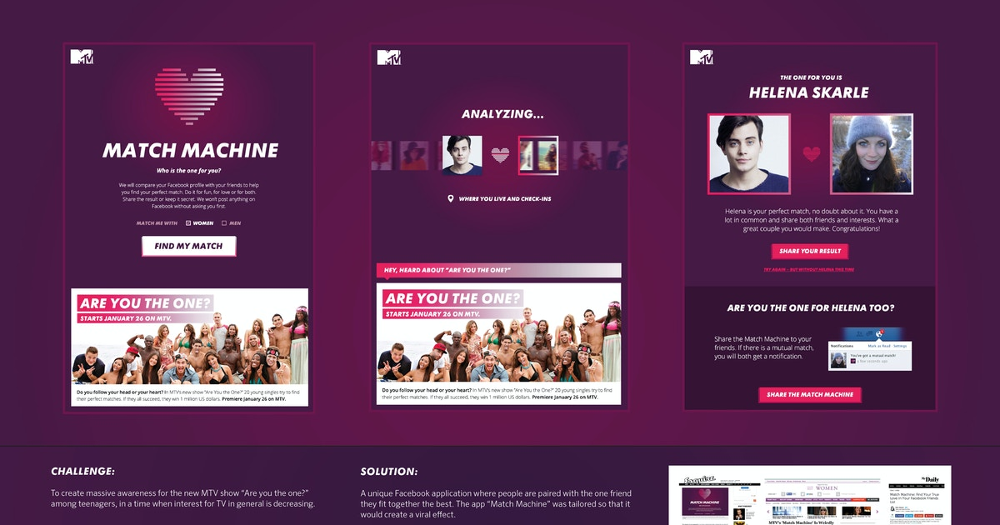 MTV
MATCH MACHINE
Who is the one for you?
We will compare your Facebook profile with your friends to help
you find your perfect match. Do it for fun, for love or for both.
Share the result or keep it secret. We won't post anything on
Facebook without asking you first.
MATCH ME WITH WOMEN MEN
FIND MY MATCH
ARE YOU THE ONE?
STARTS JANUARY 26 ON MTV.
Do you follow your head or your heart? In MTV's new show "Are You the One?" 20 young singles try to find
their perfect matches. If they all succeed, they win 1 million US dollars. Premiere January 26 on MTV.
MTV
ANALYZING...
WHERE YOU LIVE AND CHECK-INS
HEY, HEARD ABOUT "ARE YOU THE ONE?"
ARE YOU THE ONE?
STARTS JANUARY 26 ON MTV.
Do you follow your head or your heart? In MTV's new show "Are You the One?" 20 young singles try to find
their perfect matches. If they all succeed, they win 1 million US dollars. Premiere January 26 on MTV.
MTV
THE ONE FOR YOU IS
HELENA SKARLE
Helena is your perfect match, no doubt about it. You have a
lot in common and share both friends and interests. What a
great couple you would make. Congratulations!
SHARE YOUR RESULT
TRY AGAIN – BUT WITHOUT HELENA THIS TIME
ARE YOU THE ONE FOR HELENA TOO?
Share the Match Machine to your
friends. If there is a mutual match,
you will both get a notification.
Notifications Mark as Read Settings
You've got a mutual match!
a few seconds ago
SHARE THE MATCH MACHINE
CHALLENGE:
To create massive awareness for the new MTV show "Are you the one?"
among teenagers, in a time when interest for TV in general is decreasing.
SOLUTION:
A unique Facebook application where people are paired with the one friend
they fit together the best. The app "Match Machine" was tailored so that it
would create a viral effect.
Esquire
WOMEN
MTV's 'Match Machine' Is Weirdly
My Daily
Match Machine: Find Your True
Love in Your Facebook Friends
List